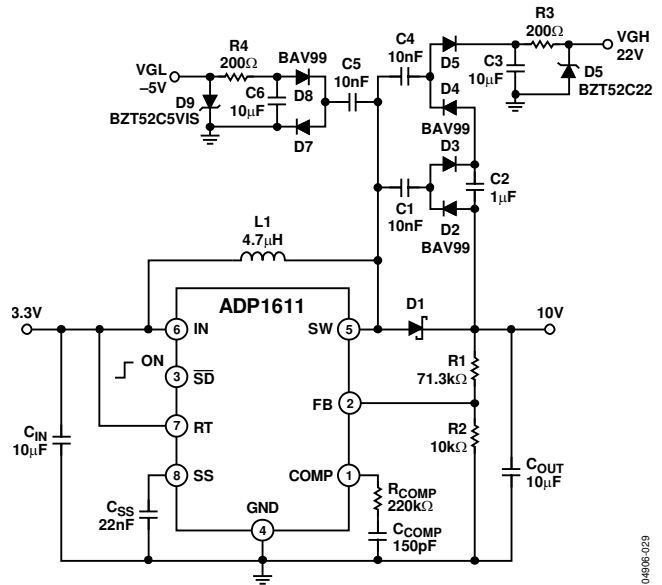 R4
200Ω
BAV99
C5
10nF
C4
10nF
D5
R3
200Ω
VGH
22V
VGL
–5V
D9
BZT52C5VIS
C6
10μF
D8
D7
D4
BAV99
C3
10μF
D5
BZT52C22
D3
C2
1μF
C1
10nF
D2
BAV99
L1
4.7μH
ADP1611
3.3V
6 IN
SW 5
D1
10V
ON
3 SD
R1
71.3kΩ
FB 2
7 RT
R2
10kΩ
CIN
10μF
8 SS
COMP 1
RCOMP
220kΩ
COUT
10μF
CSS
22nF
GND
4
CCOMP
150pF
04906-029